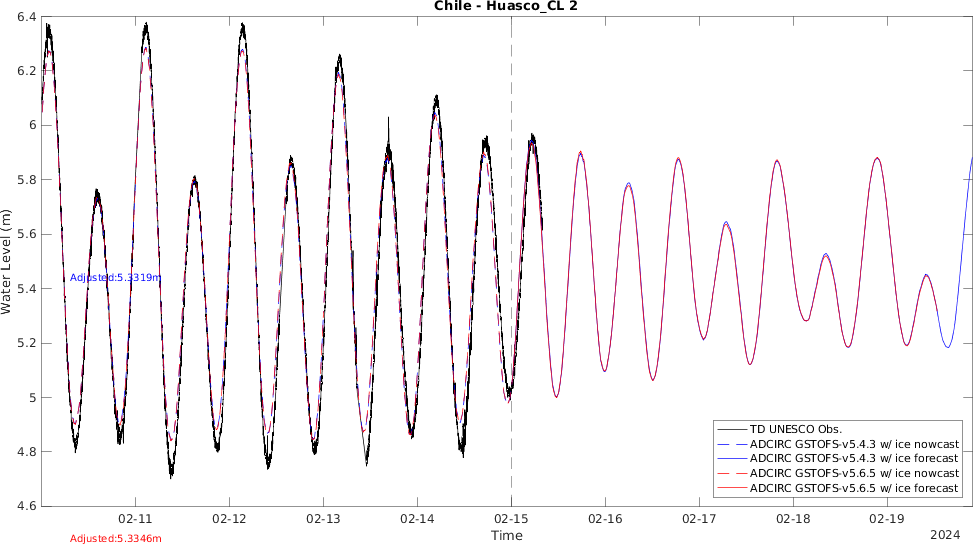 Chile - Huasco_CL 2
Water Level (m)
6.4
6.2
6
5.8
5.6
5.4
5.2
5
4.8
4.6
Adjusted:5.3319m
TD UNESCO Obs.
ADCIRC GSTOFS-v5.4.3 w/ ice nowcast
ADCIRC GSTOFS-v5.4.3 w/ ice forecast
ADCIRC GSTOFS-v5.6.5 w/ ice nowcast
ADCIRC GSTOFS-v5.6.5 w/ ice forecast
02-11 02-12 02-13 02-14 02-15 02-16 02-17 02-18 02-19
Time
2024
Adjusted:5.3346m